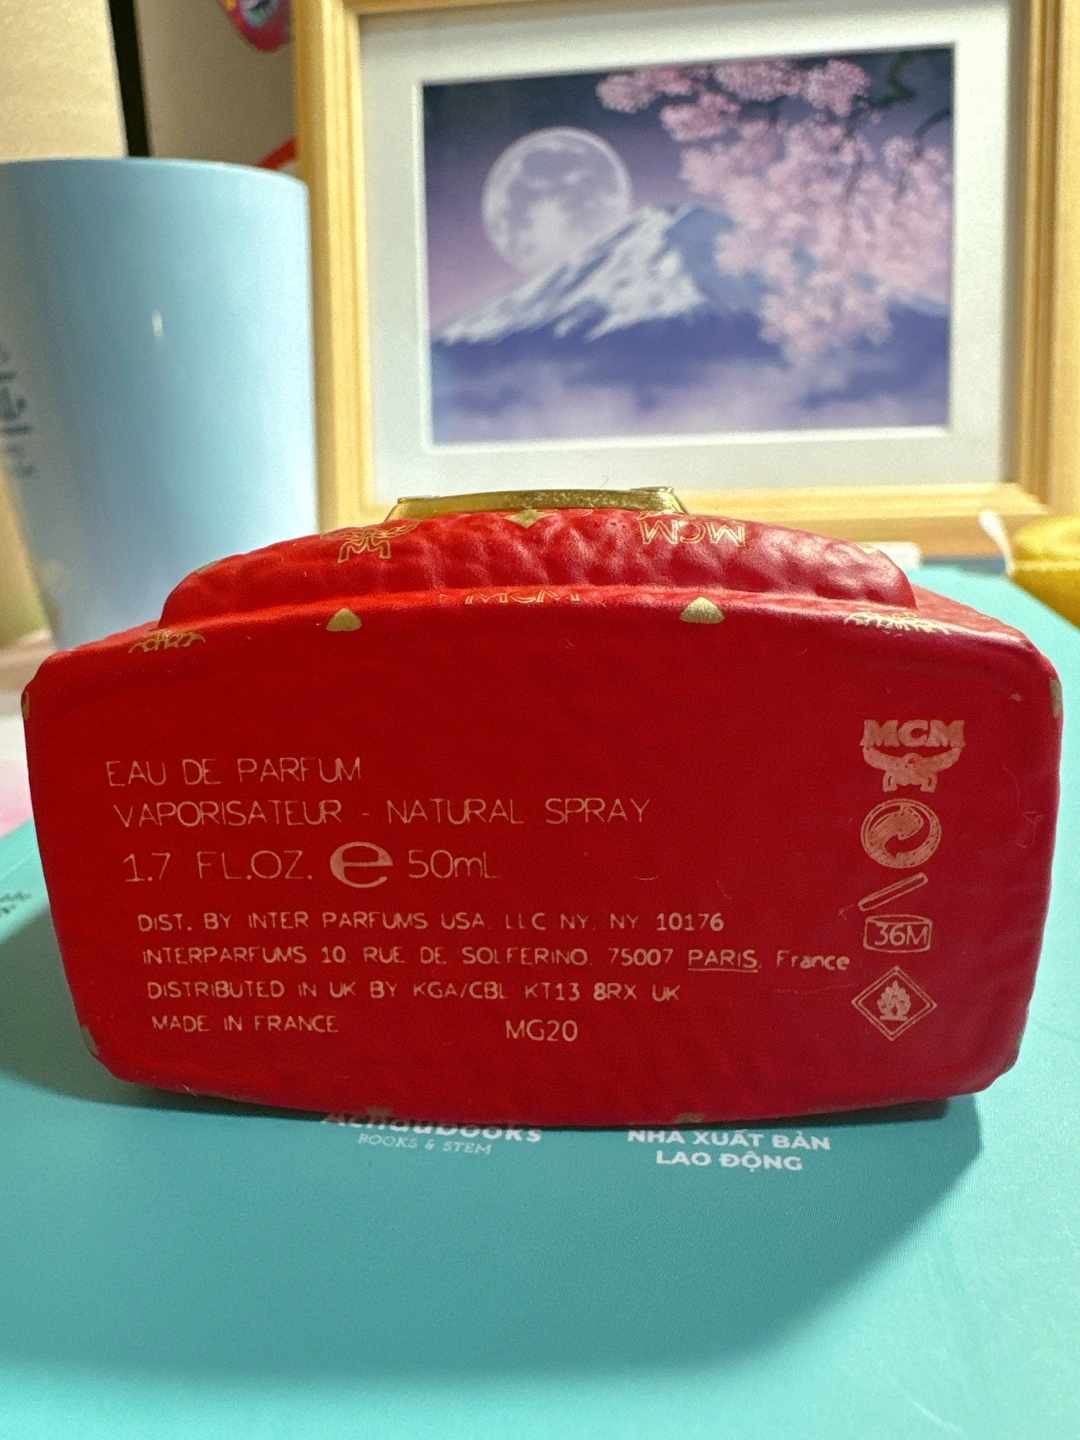 MCM
MCM
EAU DE PARFUM
VAPORISATEUR - NATURAL SPRAY
1.7 FL.OZ. e 50mL
DIST. BY INTER PARFUMS USA, LLC NY, NY 10176
INTERPARFUMS 10, RUE DE SOLFERINO, 75007 PARIS, France
DISTRIBUTED IN UK BY KGA/CBL KT13 8RX UK
MADE IN FRANCE MG20
MCM
36M
BOOKS & STEM
NHÀ XUẤT BẢN
LAO ĐỘNG